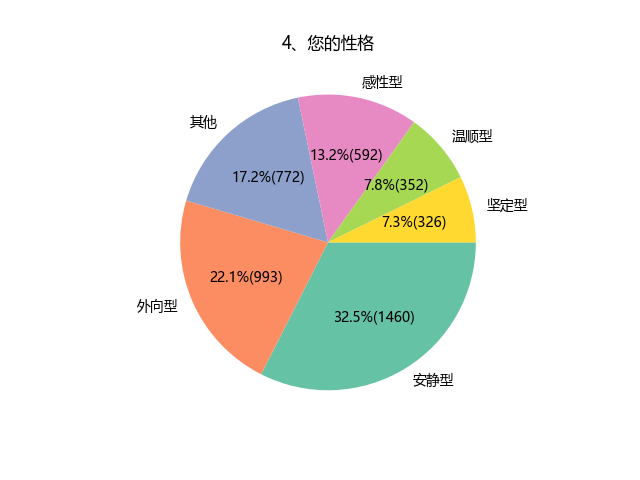 4、您的性格
感性型
其他
温顺型
13.2%(592)
17.2%(772)
7.8%(352)
坚定型
7.3%(326)
22.1%(993)
外向型
32.5%(1460)
安静型